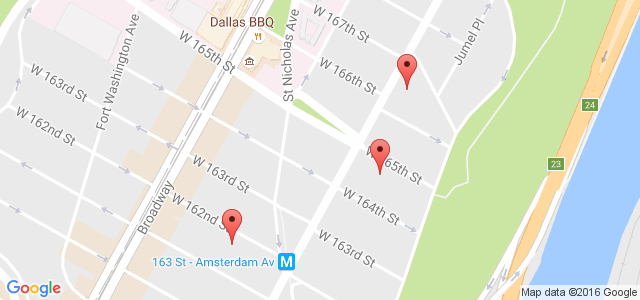 Dallas BBQ
W 167th St
Jumel Pl
W 165th St
St Nicholas Ave
W 166th St
Fort Washington Ave
W 163rd St
24
W 162nd St
W 165th St
23
W 163rd St
Broadway
W 162nd St
W 164th St
W 163rd St
163 St - Amsterdam Av
M
Google
Map data ©2016 Google